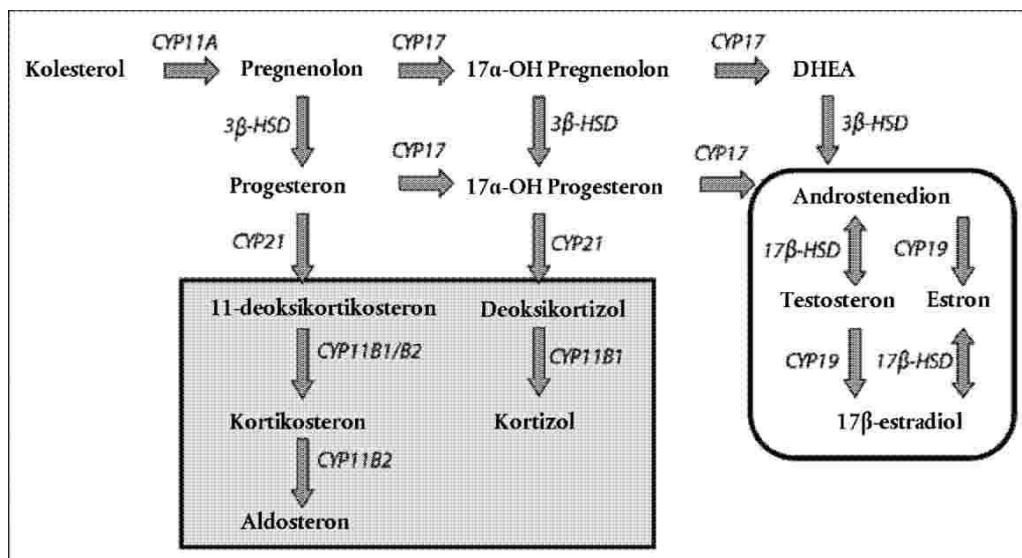 CYP11A CYP17 CYP17
Kolesterol Pregnenolon 17α-OH Pregnenolon DHEA
3β-HSD 3β-HSD 3β-HSD
CYP17 CYP17
Progesteron 17α-OH Progesteron
Androstenedion
CYP21 CYP21 17β-HSD CYP19
11-deoksikortikosteron Deoksikortizol Testosteron Estron
CYP11B1/B2 CYP11B1 CYP19 17β-HSD
Kortikosteron Kortizol 17β-estradiol
CYP11B2
Aldosteron